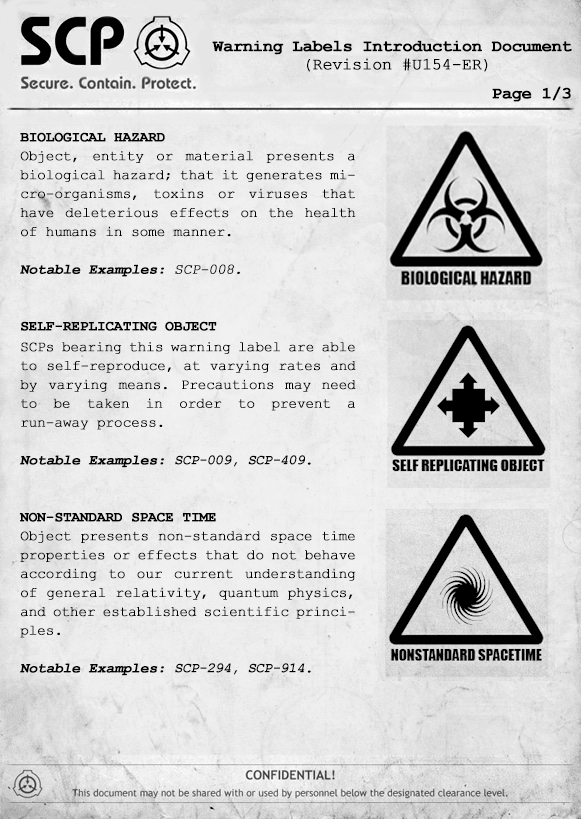 SCP
Secure. Contain. Protect.
Warning Labels Introduction Document
(Revision #U154-ER)
Page 1/3
BIOLOGICAL HAZARD
Object, entity or material presents a
biological hazard; that it generates mi-
cro-organisms, toxins or viruses that
have deleterious effects on the health
of humans in some manner.
Notable Examples: SCP-008.
BIOLOGICAL HAZARD
SELF-REPLICATING OBJECT
SCPs bearing this warning label are able
to self-reproduce, at varying rates and
by varying means. Precautions may need
to be taken in order to prevent a
run-away process.
Notable Examples: SCP-009, SCP-409.
SELF REPLICATING OBJECT
NON-STANDARD SPACE TIME
Object presents non-standard space time
properties or effects that do not behave
according to our current understanding
of general relativity, quantum physics,
and other established scientific princi-
ples.
Notable Examples: SCP-294, SCP-914.
NONSTANDARD SPACETIME
CONFIDENTIAL!
This document may not be shared with or used by personnel below the designated clearance level.